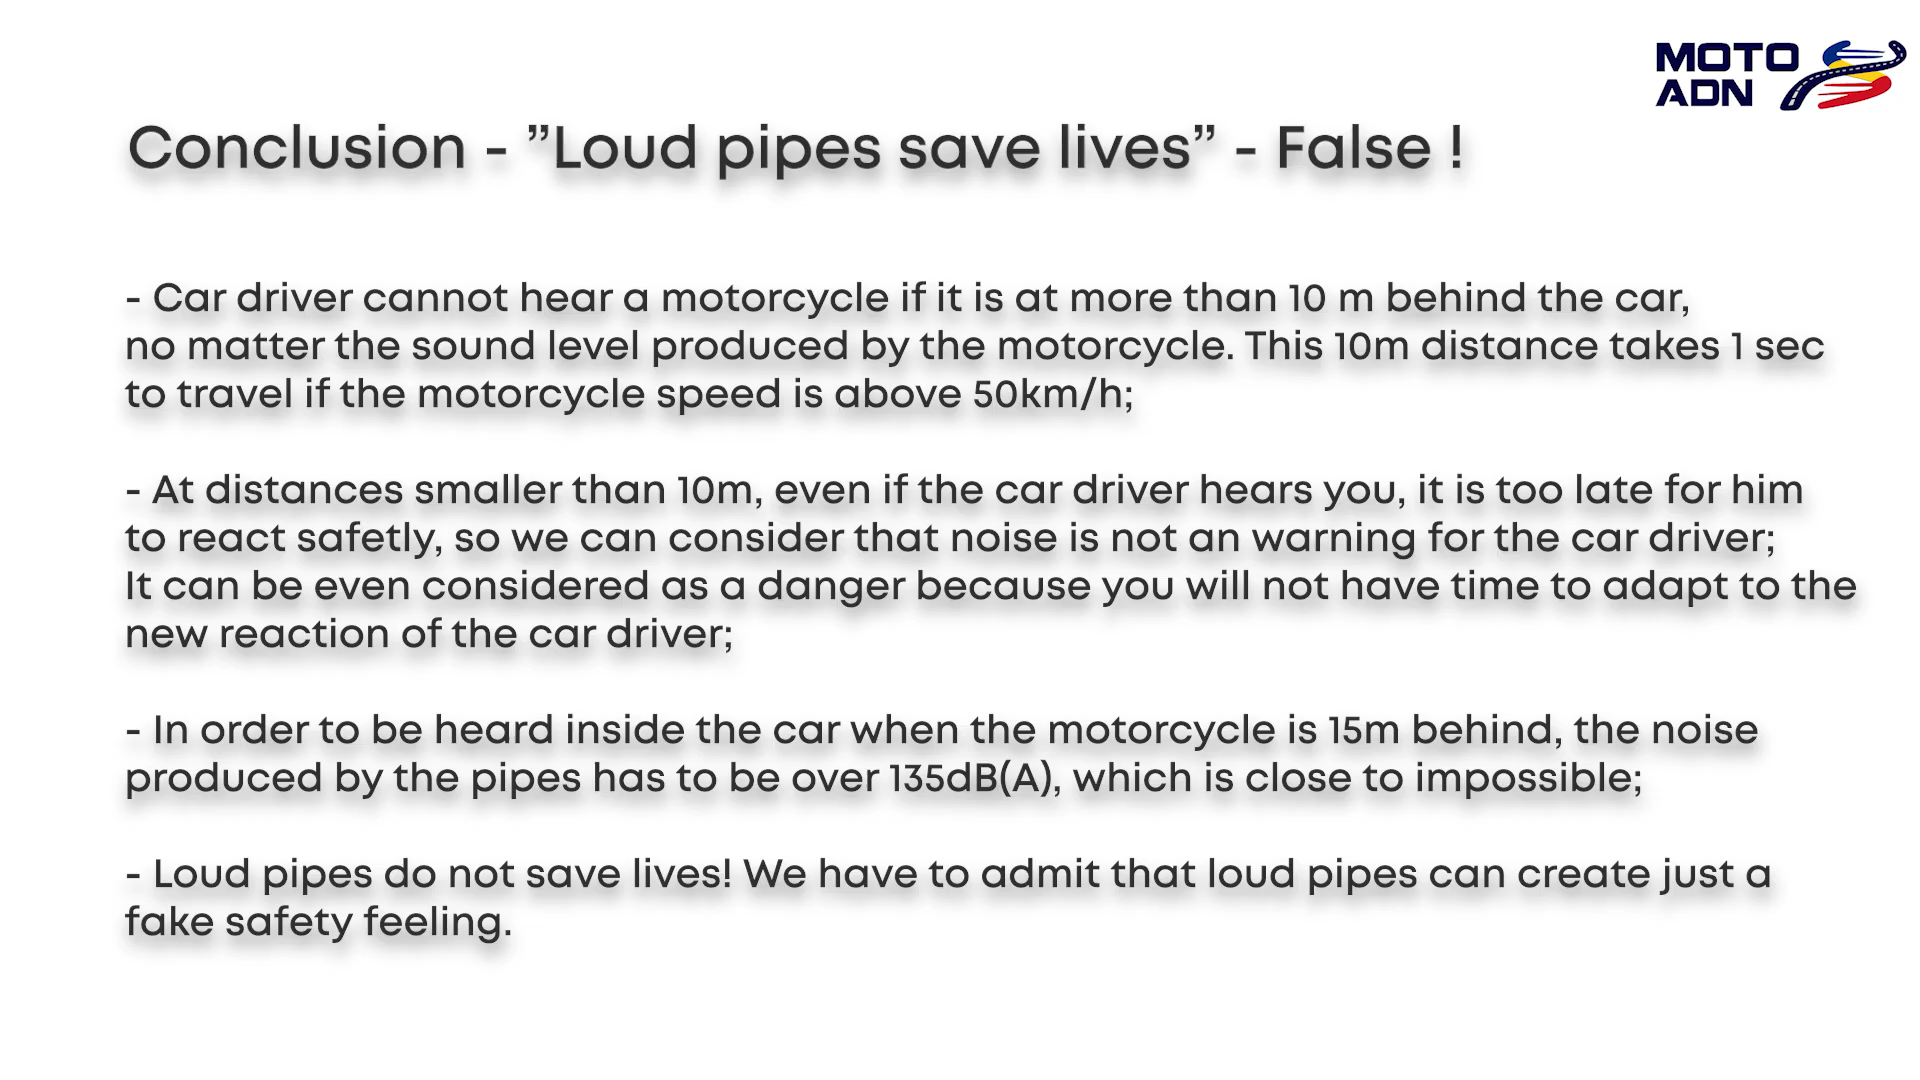 MOTO
ADN
Conclusion - ”Loud pipes save lives” - False !
- Car driver cannot hear a motorcycle if it is at more than 10 m behind the car,
no matter the sound level produced by the motorcycle. This 10m distance takes 1 sec
to travel if the motorcycle speed is above 50km/h;
- At distances smaller than 10m, even if the car driver hears you, it is too late for him
to react safetly, so we can consider that noise is not an warning for the car driver;
It can be even considered as a danger because you will not have time to adapt to the
new reaction of the car driver;
- In order to be heard inside the car when the motorcycle is 15m behind, the noise
produced by the pipes has to be over 135dB(A), which is close to impossible;
- Loud pipes do not save lives! We have to admit that loud pipes can create just a
fake safety feeling.